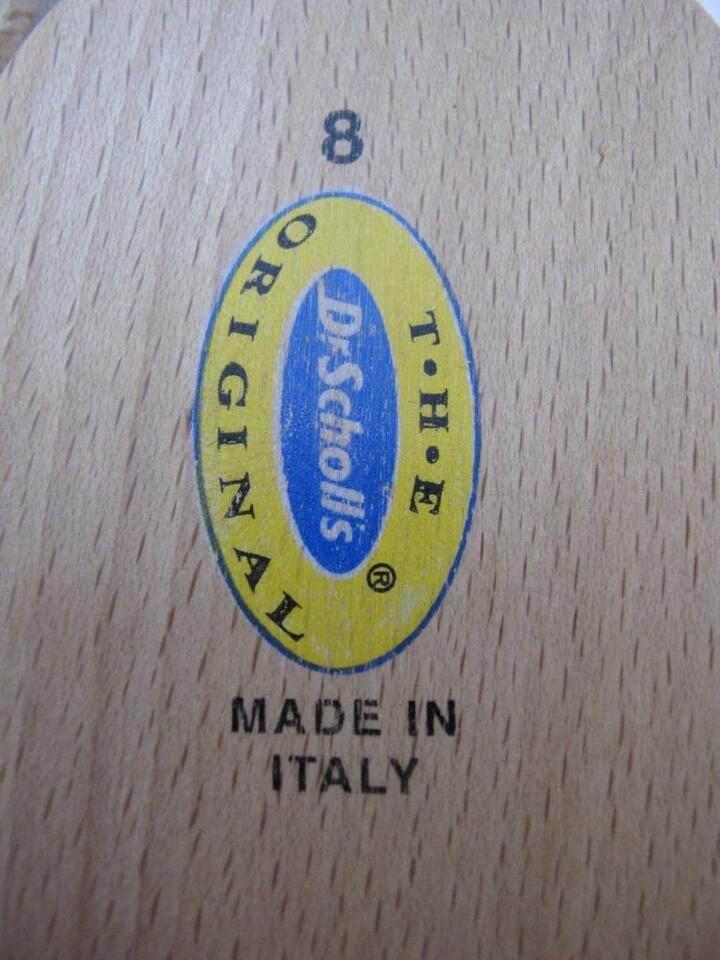 8
T•H•E
Dr Scholl's
ORIGINAL
®
MADE IN
ITALY